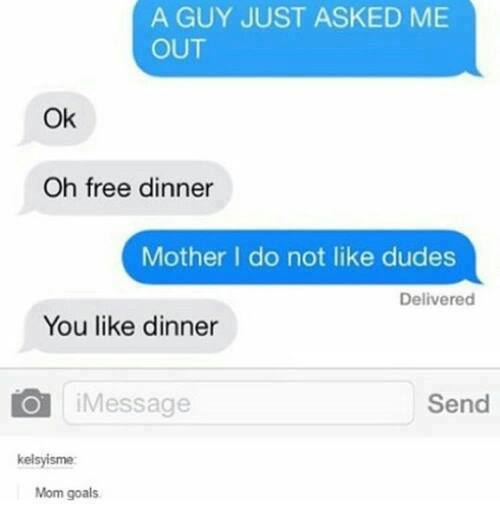 A GUY JUST ASKED ME
OUT
Ok
Oh free dinner
Mother I do not like dudes
Delivered
You like dinner
iMessage
Send
kelsyisme:
Mom goals.